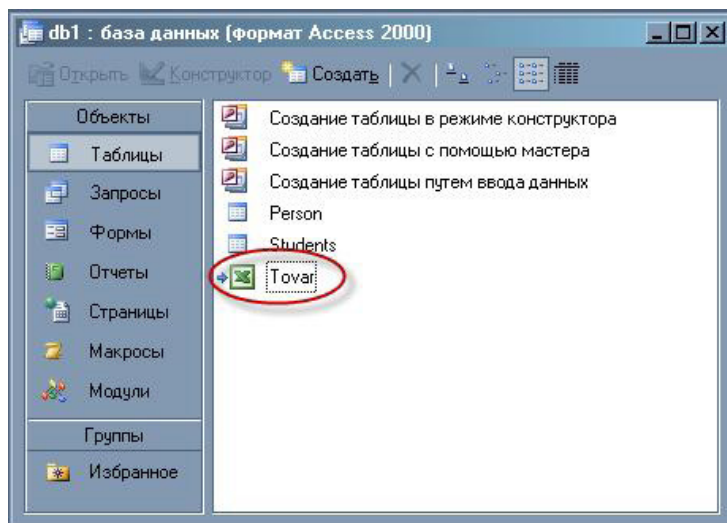 db1 : база данных (формат Access 2000)
Открыть Конструктор Создать
Объекты
Таблицы
Запросы
Формы
Отчеты
Страницы
Макросы
Модули
Группы
Избранное
Создание таблицы в режиме конструктора
Создание таблицы с помощью мастера
Создание таблицы путем ввода данных
Person
Students
Tovar